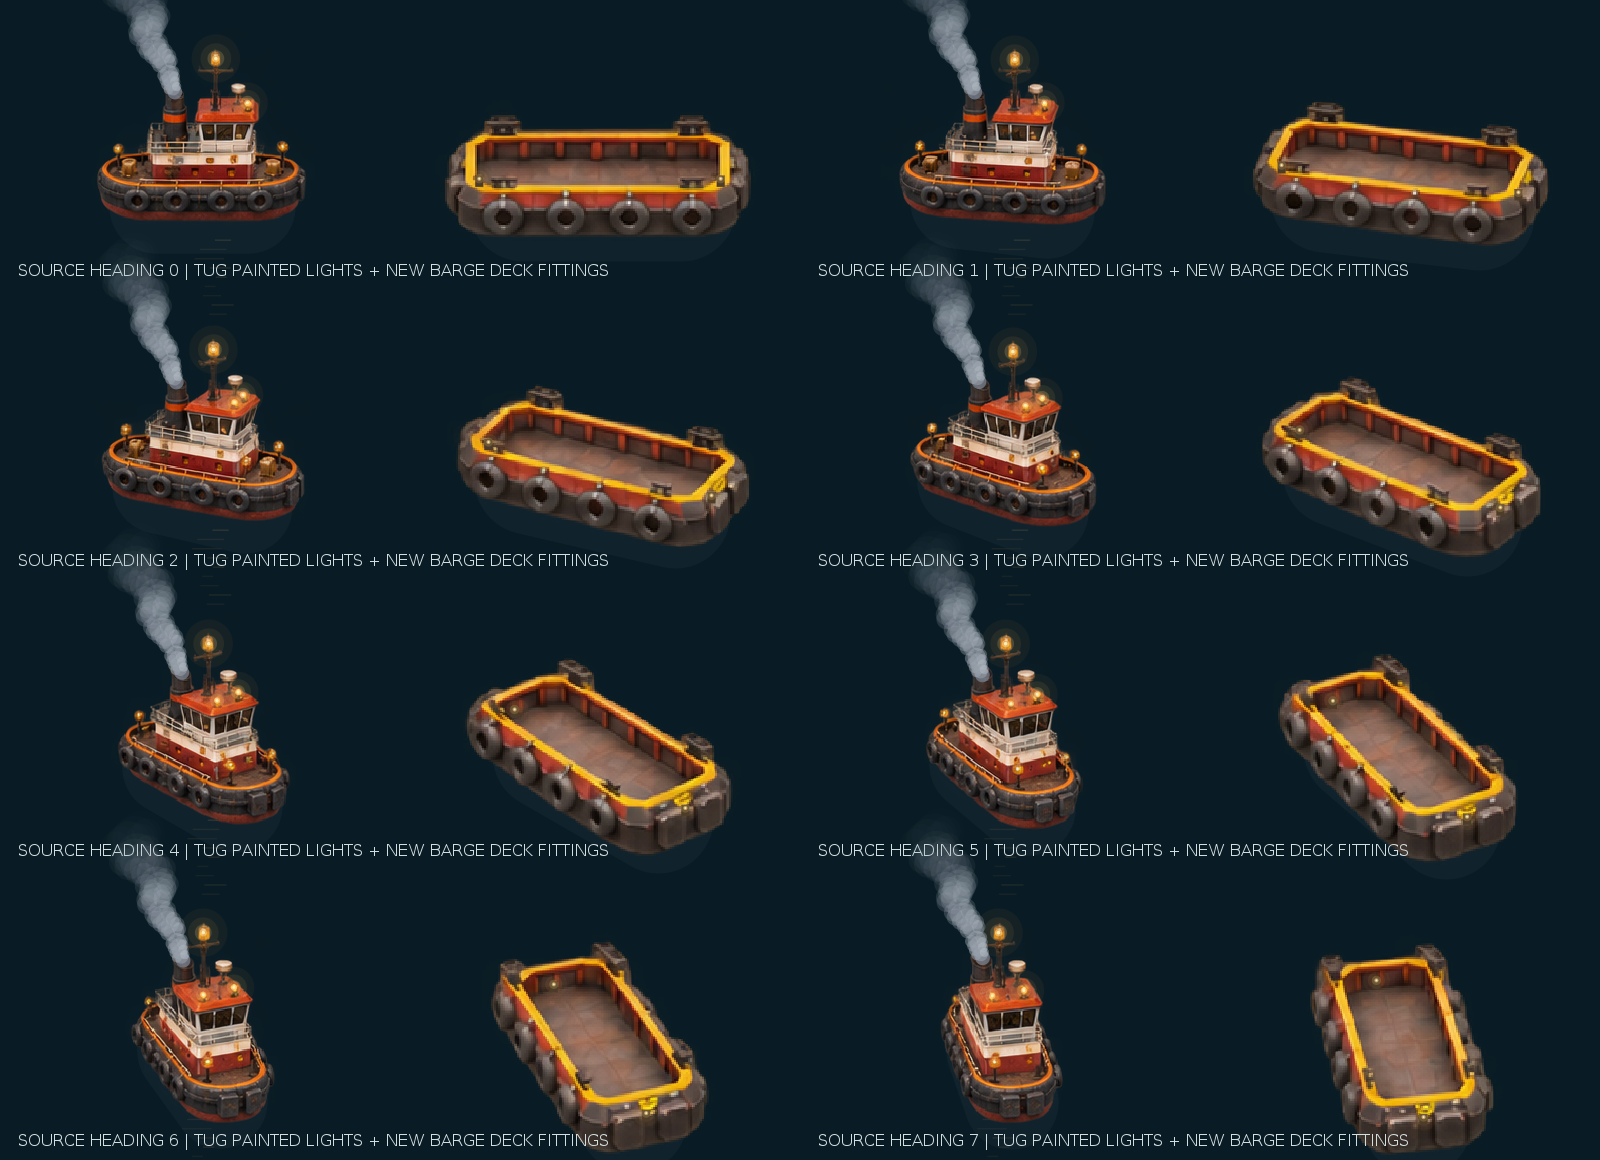 SOURCE HEADING 0 | TUG PAINTED LIGHTS + NEW BARGE DECK FITTINGS
SOURCE HEADING 1 | TUG PAINTED LIGHTS + NEW BARGE DECK FITTINGS
SOURCE HEADING 2 | TUG PAINTED LIGHTS + NEW BARGE DECK FITTINGS
SOURCE HEADING 3 | TUG PAINTED LIGHTS + NEW BARGE DECK FITTINGS
SOURCE HEADING 4 | TUG PAINTED LIGHTS + NEW BARGE DECK FITTINGS
SOURCE HEADING 5 | TUG PAINTED LIGHTS + NEW BARGE DECK FITTINGS
SOURCE HEADING 6 | TUG PAINTED LIGHTS + NEW BARGE DECK FITTINGS
SOURCE HEADING 7 | TUG PAINTED LIGHTS + NEW BARGE DECK FITTINGS